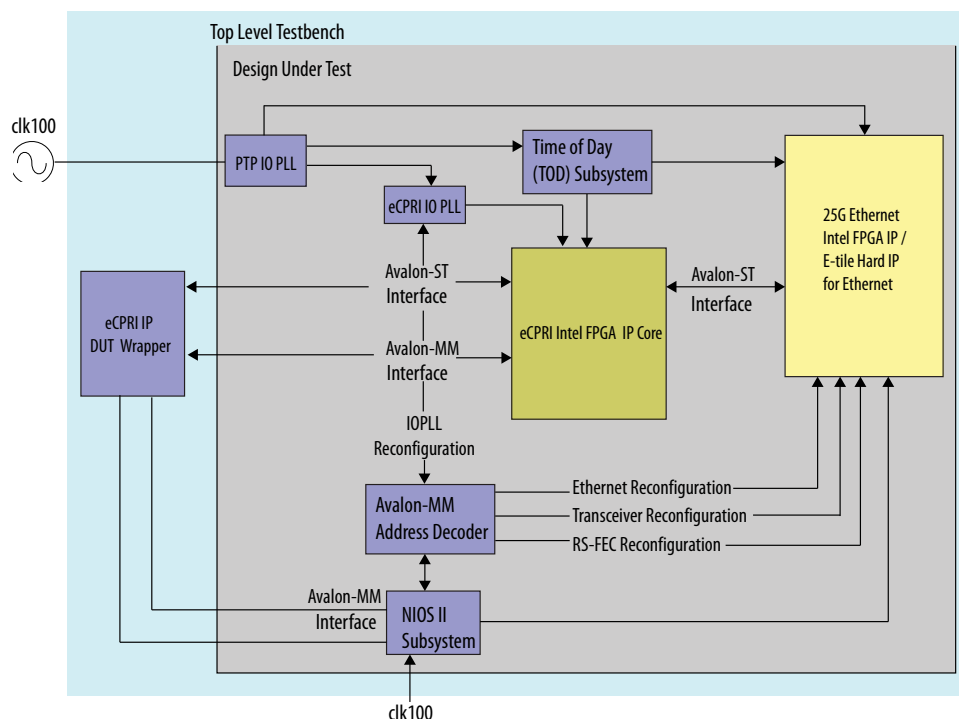 Top Level Testbench
Design Under Test
clk100
PTP IO PLL
Time of Day
(TOD) Subsystem
eCPRI IO PLL
25G Ethernet
Intel FPGA IP /
E-tile Hard IP
for Ethernet
Avalon-ST
Interface
Avalon-ST
Interface
eCPRI IP
DUT Wrapper
eCPRI Intel FPGA IP Core
Avalon-MM
Interface
IOPLL
Reconfiguration
Avalon-MM
Address Decoder
Ethernet Reconfiguration
Transceiver Reconfiguration
RS-FEC Reconfiguration
Avalon-MM
Interface
NIOS II
Subsystem
clk100